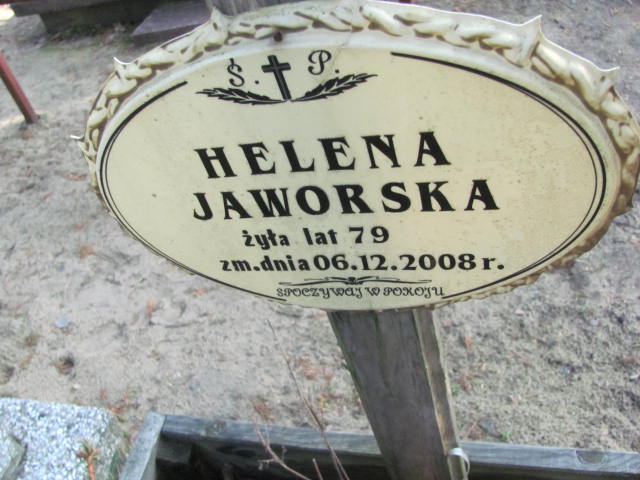 Ś. P.
HELENA
JAWORSKA
żyła lat 79
zm.dnia 06.12.2008 r.
SPOCZYWAJ W POKOJU